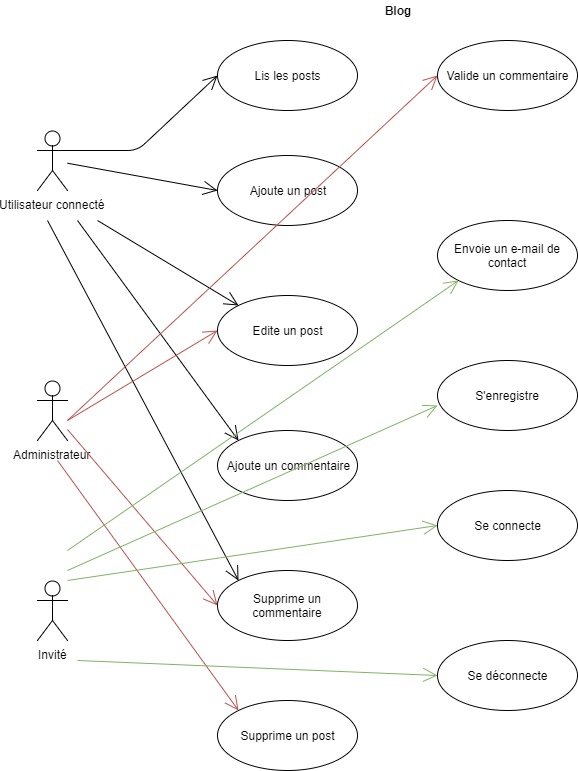 Blog
Lis les posts
Valide un commentaire
Ajoute un post
Utilisateur connecté
Envoie un e-mail de
contact
Edite un post
S'enregistre
Administrateur
Ajoute un commentaire
Se connecte
Supprime un
commentaire
Invité
Se déconnecte
Supprime un post